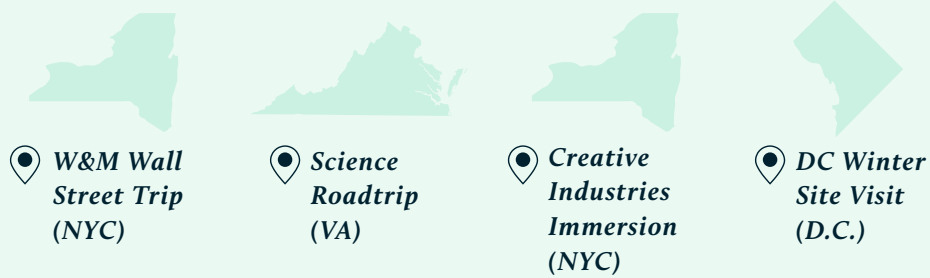 W&M Wall
Street Trip
(NYC)
Science
Roadtrip
(VA)
Creative
Industries
Immersion
(NYC)
DC Winter
Site Visit
(D.C.)